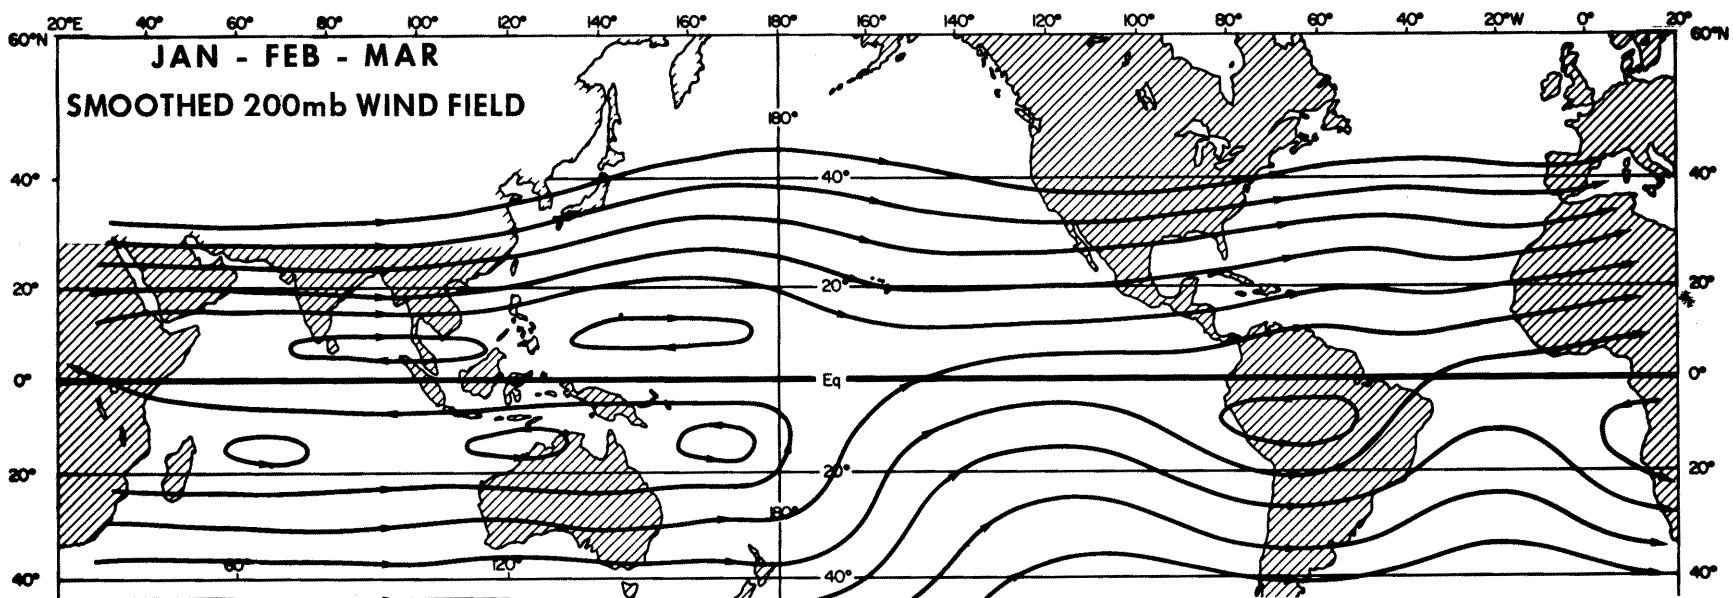 20°E 40° 60° 80° 100° 120° 140° 160° 180° 160° 140° 120° 100° 80° 60° 40° 20°W 0° 20°
60°N 60°N
JAN - FEB - MAR
SMOOTHED 200mb WIND FIELD
180°
40° 40° 40°
20° 20° 20°
0° Eq 0°
20° 20° 20°
180°
60° 120°
40° 40° 40°